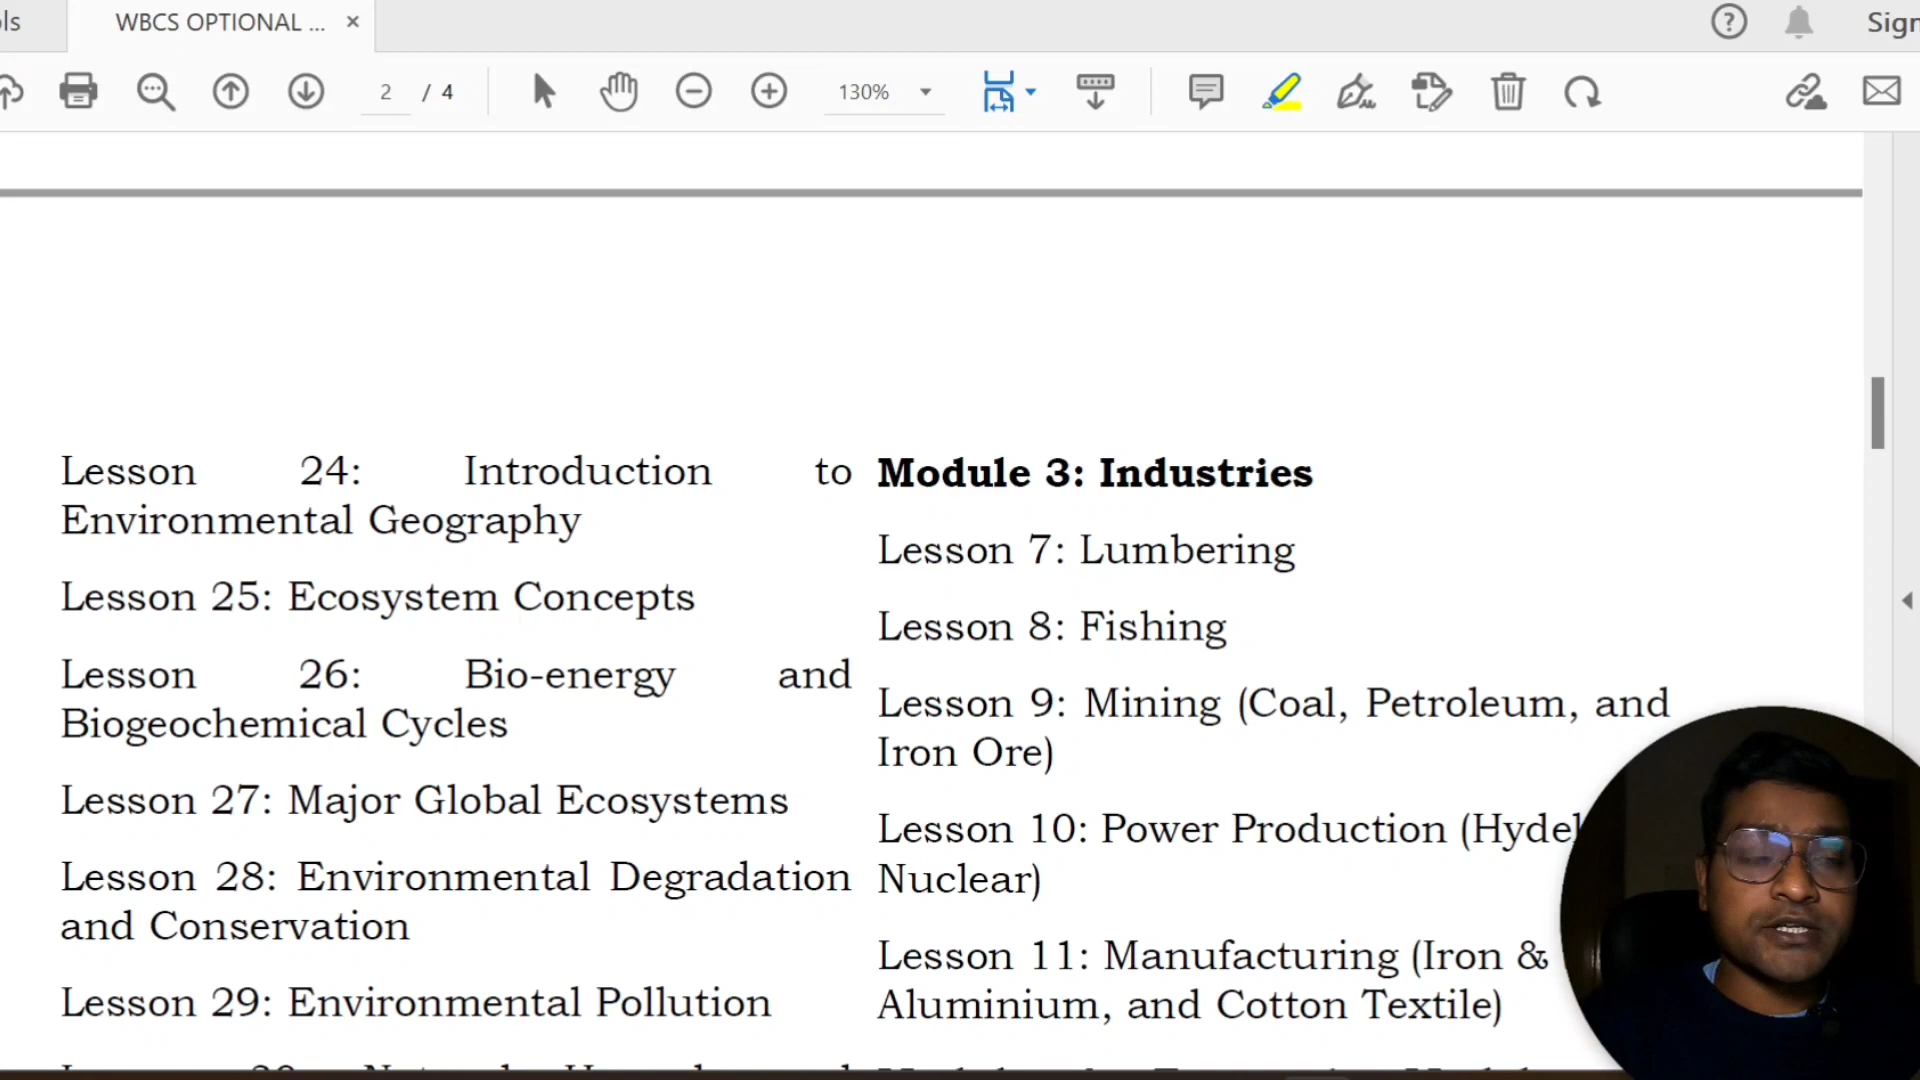 ls
WBCS OPTIONAL ...
Sign
2 / 4
130%
Lesson 24: Introduction to
Environmental Geography
Lesson 25: Ecosystem Concepts
Lesson 26: Bio-energy and
Biogeochemical Cycles
Lesson 27: Major Global Ecosystems
Lesson 28: Environmental Degradation
and Conservation
Lesson 29: Environmental Pollution
Module 3: Industries
Lesson 7: Lumbering
Lesson 8: Fishing
Lesson 9: Mining (Coal, Petroleum, and
Iron Ore)
Lesson 10: Power Production (Hydel
Nuclear)
Lesson 11: Manufacturing (Iron &
Aluminium, and Cotton Textile)